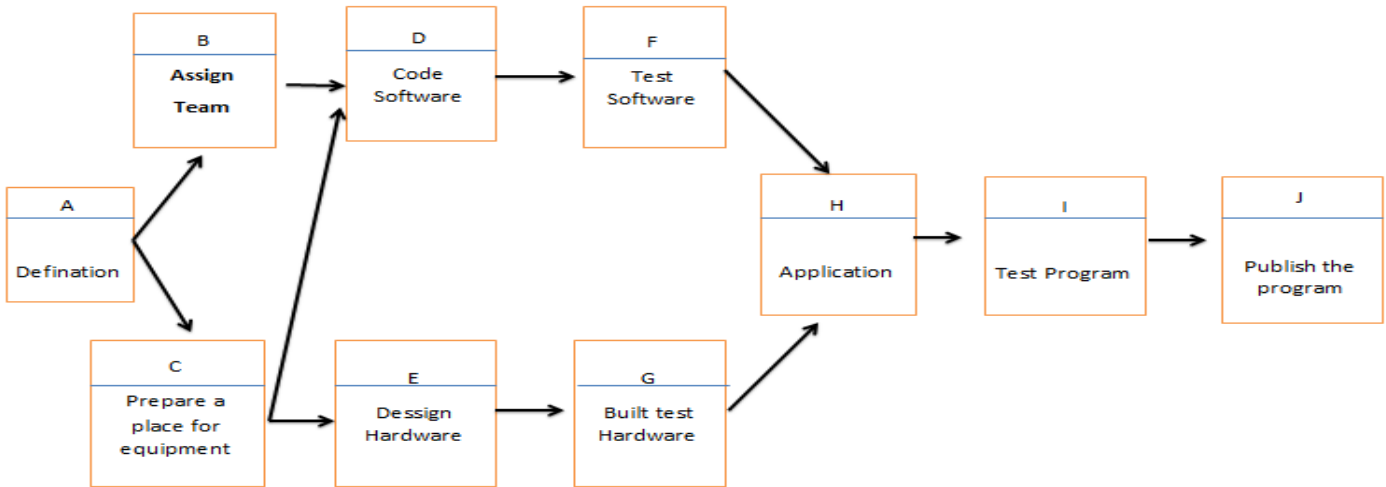 B
Assign
Team
D
Code
Software
F
Test
Software
A
Defination
H
Application
I
Test Program
J
Publish the
program
C
Prepare a
place for
equipment
E
Dessign
Hardware
G
Built test
Hardware